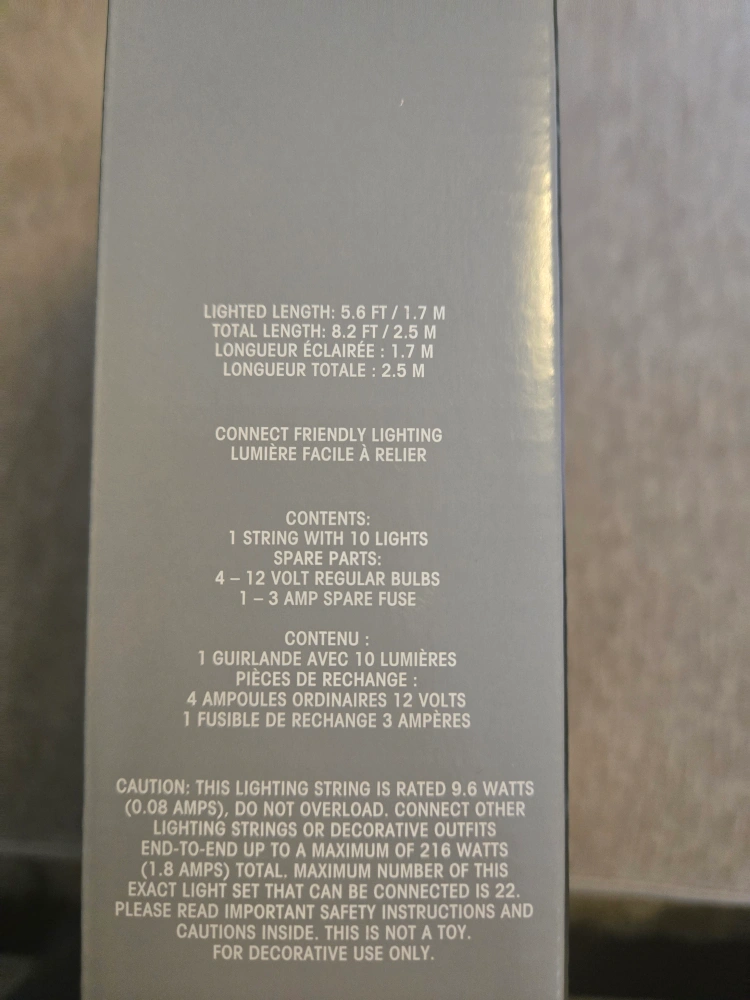 LIGHTED LENGTH: 5.6 FT / 1.7 M
TOTAL LENGTH: 8.2 FT / 2.5 M
LONGUEUR ÉCLAIRÉE : 1.7 M
LONGUEUR TOTALE : 2.5 M
CONNECT FRIENDLY LIGHTING
LUMIÈRE FACILE À RELIER
CONTENTS:
1 STRING WITH 10 LIGHTS
SPARE PARTS:
4 – 12 VOLT REGULAR BULBS
1 – 3 AMP SPARE FUSE
CONTENU :
1 GUIRLANDE AVEC 10 LUMIÈRES
PIÈCES DE RECHANGE :
4 AMPOULES ORDINAIRES 12 VOLTS
1 FUSIBLE DE RECHANGE 3 AMPÈRES
CAUTION: THIS LIGHTING STRING IS RATED 9.6 WATTS
(0.08 AMPS), DO NOT OVERLOAD. CONNECT OTHER
LIGHTING STRINGS OR DECORATIVE OUTFITS
END-TO-END UP TO A MAXIMUM OF 216 WATTS
(1.8 AMPS) TOTAL. MAXIMUM NUMBER OF THIS
EXACT LIGHT SET THAT CAN BE CONNECTED IS 22.
PLEASE READ IMPORTANT SAFETY INSTRUCTIONS AND
CAUTIONS INSIDE. THIS IS NOT A TOY.
FOR DECORATIVE USE ONLY.